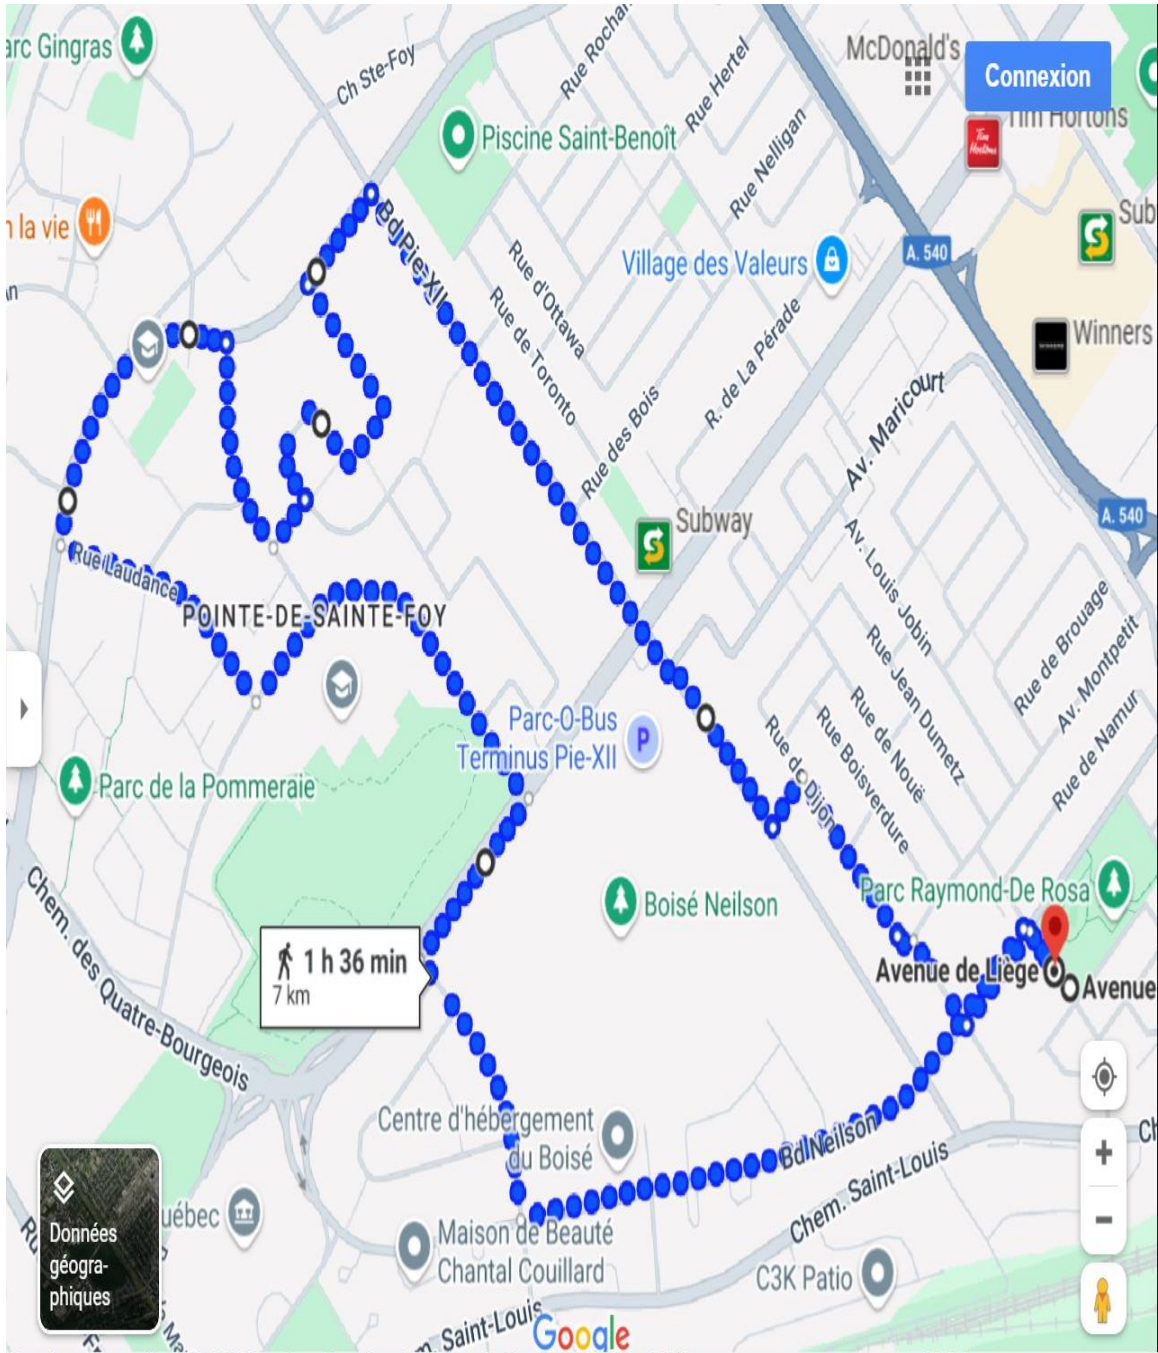 arc Gingras
Ch Ste-Foy
Rue Rochan
Rue Hertel
McDonald's
Connexion
Tim Hortons
Tim
Hortons
Piscine Saint-Benoît
Rue Nelligan
n la vie
Bd Pie-XII
Sub
A. 540
Village des Valeurs
Rue d'Ottawa
Rue de Toronto
R. de La Pérade
Winners
Rue des Bois
Av. Maricourt
Subway
A. 540
Rue Laudance
Av. Louis Jobin
POINTE-DE-SAINTE-FOY
Rue de Brouage
Av. Montpetit
Rue de Namur
Rue Jean Dumetz
Rue de Nouë
Rue Boisverdure
Rue de Dijon
Parc-O-Bus
Terminus Pie-XII
P
Parc de la Pommeraie
Parc Raymond-De Rosa
Boisé Neilson
Chem. des Quatre-Bourgeois
1 h 36 min
7 km
Avenue de Liège
Avenue
Centre d'hébergement
du Boisé
Bd Neilson
Chem. Saint-Louis
Ch
uébec
Données
géogra-
phiques
Maison de Beauté
Chantal Couillard
C3K Patio
m. Saint-Louis
Google